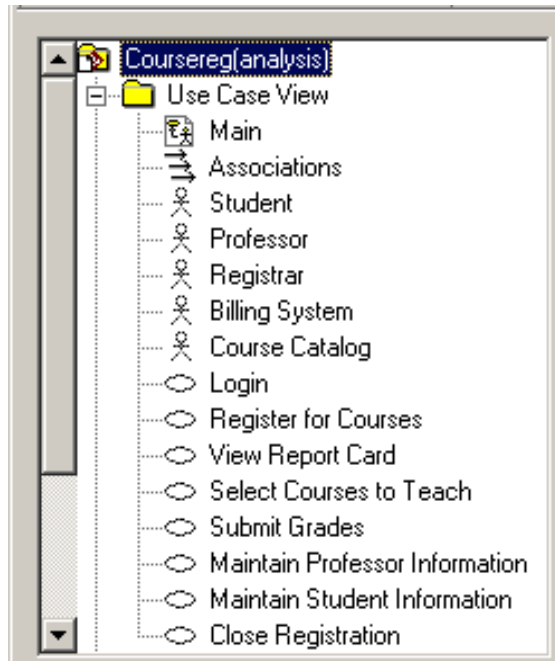 Coursereg(analysis)
Use Case View
Main
Associations
Student
Professor
Registrar
Billing System
Course Catalog
Login
Register for Courses
View Report Card
Select Courses to Teach
Submit Grades
Maintain Professor Information
Maintain Student Information
Close Registration